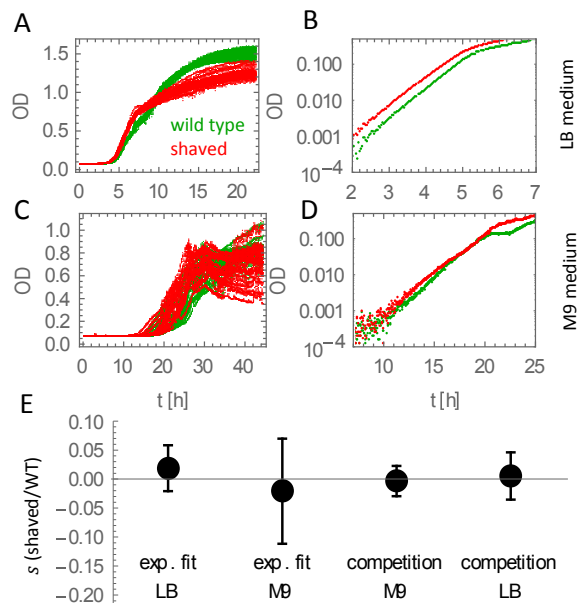 A
B
OD
1.5
1.0
0.5
0.0
wild type
shaved
0 5 10 15 20
OD
0.100
0.010
0.001
10⁻⁴
2 3 4 5 6 7
LB medium
C
D
OD
1.0
0.8
0.6
0.4
0.2
0.0
0 10 20 30 40
t [h]
OD
0.100
0.010
0.001
10⁻⁴
10 15 20 25
t [h]
M9 medium
E
s (shaved/WT)
0.10
0.05
0.00
−0.05
−0.10
−0.15
−0.20
exp. fit exp. fit competition competition
LB M9 M9 LB